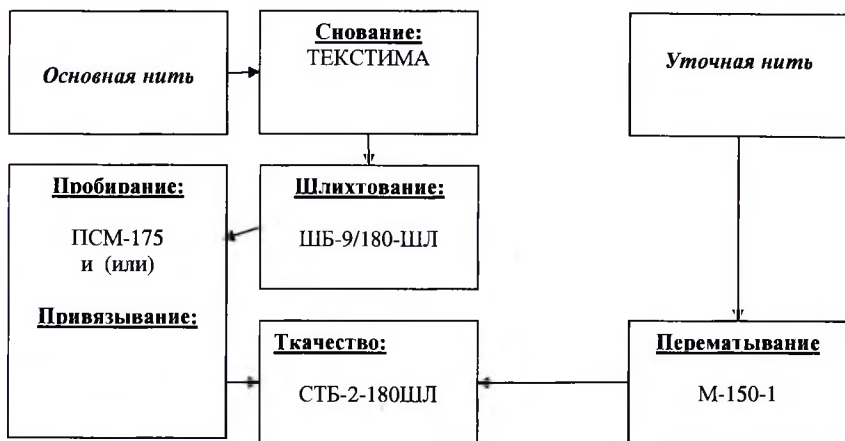 Основная нить
Снование:
ТЕКСТИМА
Уточная нить
Пробирание:
ПСМ-175
и (или)
Привязывание:
Шлихтование:
ШБ-9/180-ШЛ
Ткачество:
СТБ-2-180ШЛ
Перематывание
М-150-1